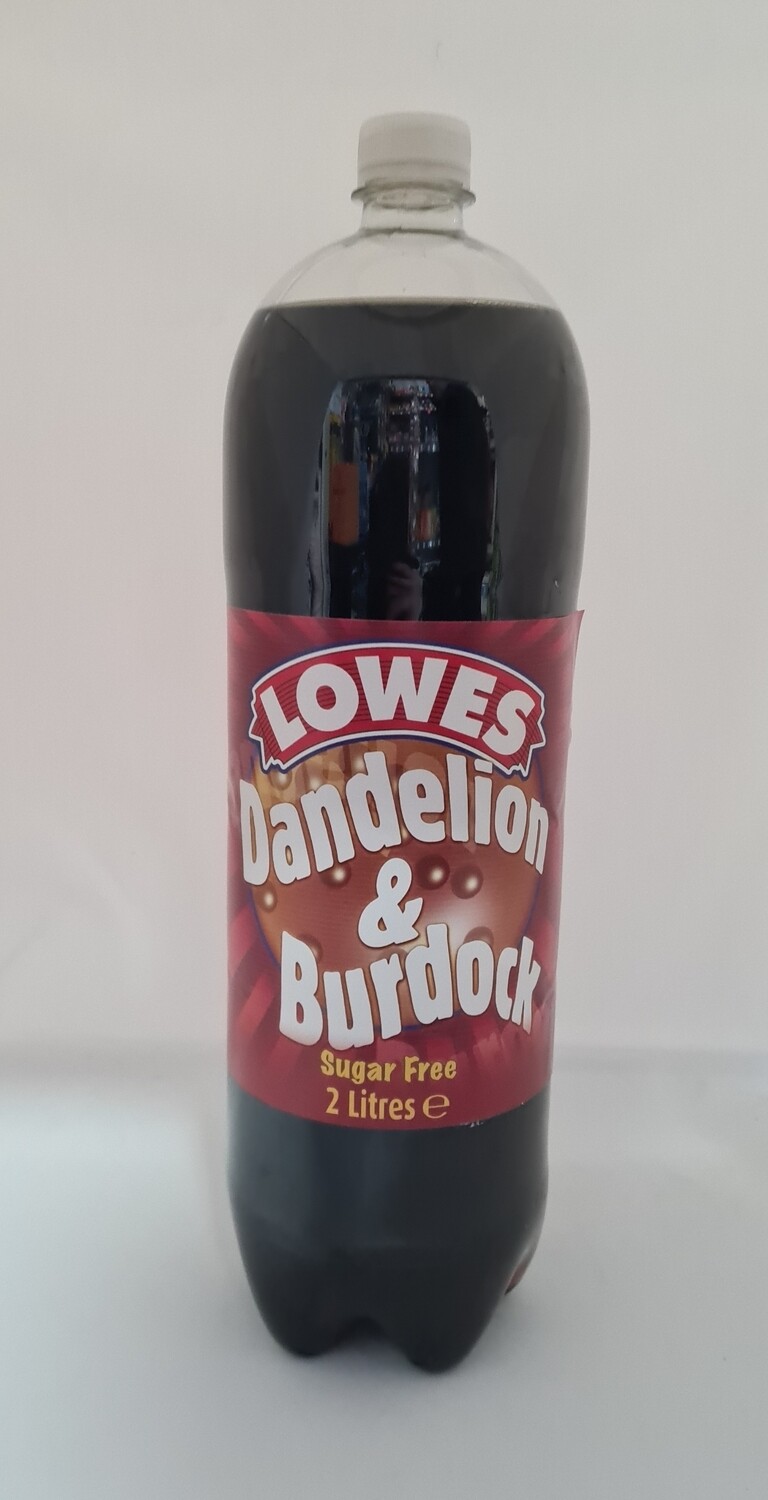 LOWES
Dandelion
&
Burdock
Sugar Free
2 Litres ℮